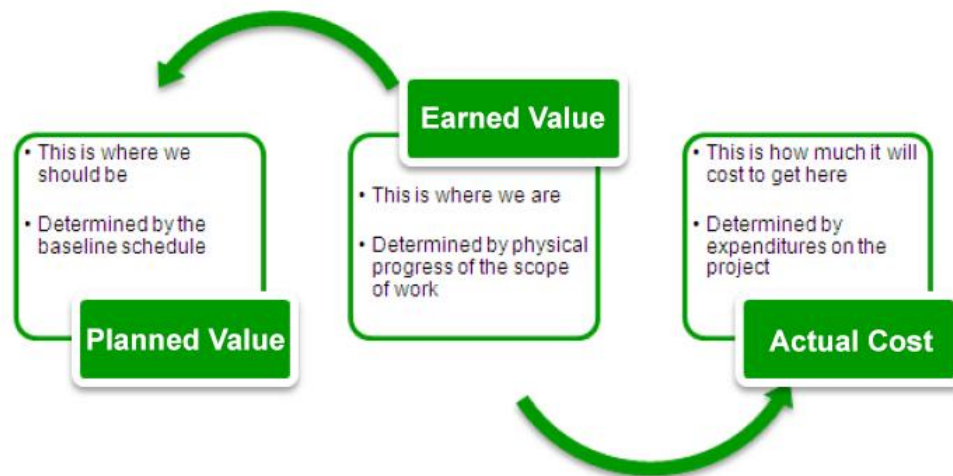 • This is where we
should be
• Determined by the
baseline schedule
Planned Value
Earned Value
• This is where we are
• Determined by physical
progress of the scope
of work
• This is how much it will
cost to get here
• Determined by
expenditures on the
project
Actual Cost